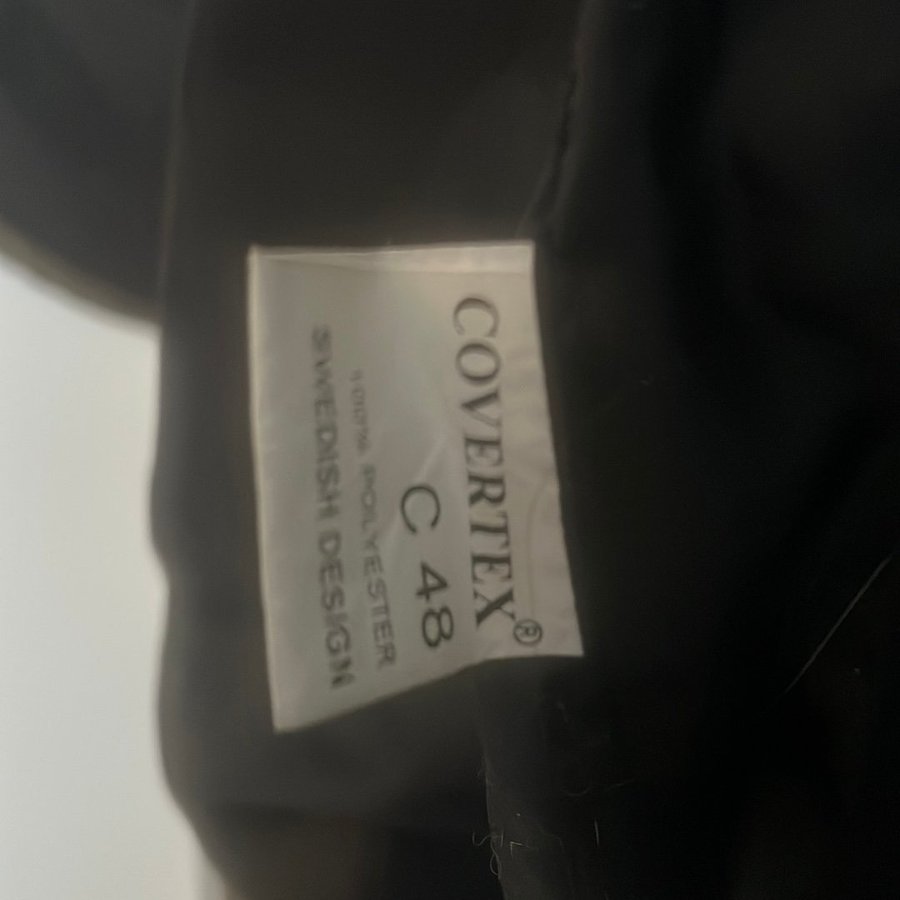 COVERTEX®
C 48
100% POLYESTER
SWEDISH DESIGN